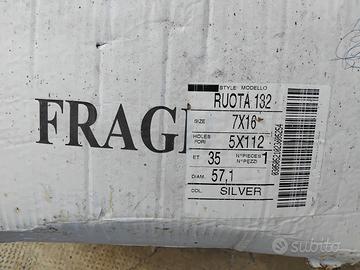 STYLE MODELLO
RUOTA 132
FRAGI
SIZE 7X16
HOLES FORI 5X112
ET 35 N°PIECES N°PEZZI 1
DIAM. 57,1
COL. SILVER
subito